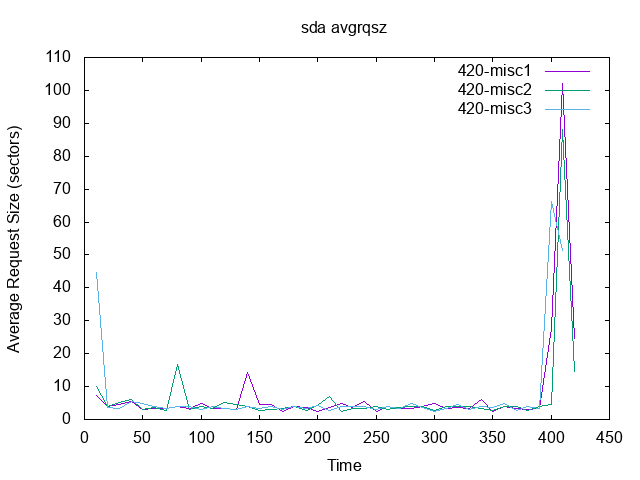 sda avgrqsz
Average Request Size (sectors)
110
100
90
80
70
60
50
40
30
20
10
0
420-misc1
420-misc2
420-misc3
0 50 100 150 200 250 300 350 400 450
Time